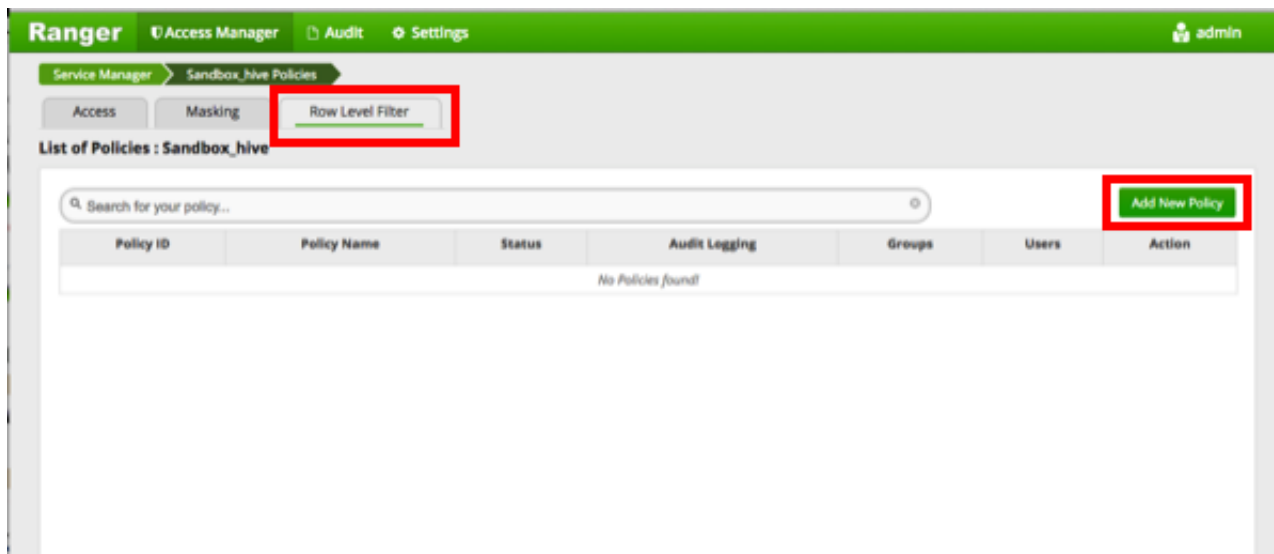 Ranger Access Manager Audit Settings admin
Service Manager Sandbox_hive Policies
Access Masking Row Level Filter
List of Policies : Sandbox_hive
Search for your policy... Add New Policy
Policy ID Policy Name Status Audit Logging Groups Users Action
No Policies found!